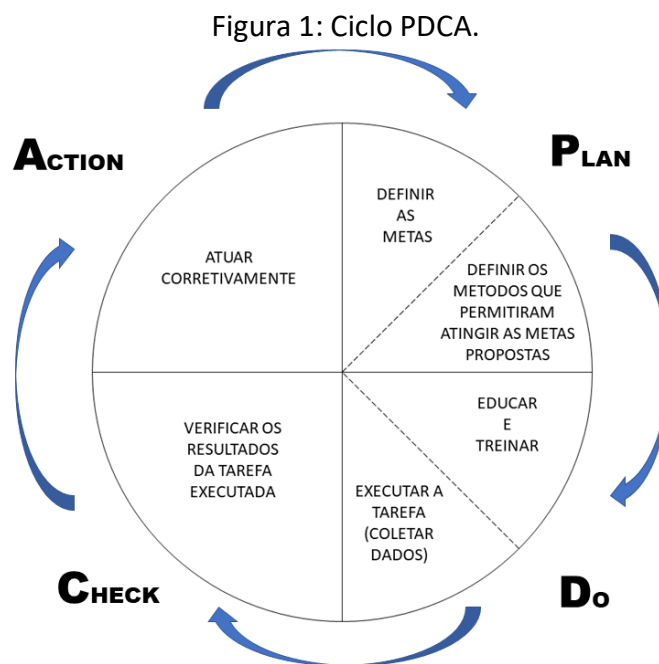 Figura 1: Ciclo PDCA.
ACTION
PLAN
DEFINIR
AS
METAS
ATUAR
CORRETIVAMENTE
DEFINIR OS
METODOS QUE
PERMITIRAM
ATINGIR AS METAS
PROPOSTAS
EDUCAR
E
TREINAR
VERIFICAR OS
RESULTADOS
DA TAREFA
EXECUTADA
EXECUTAR A
TAREFA
(COLETAR
DADOS)
CHECK
DO